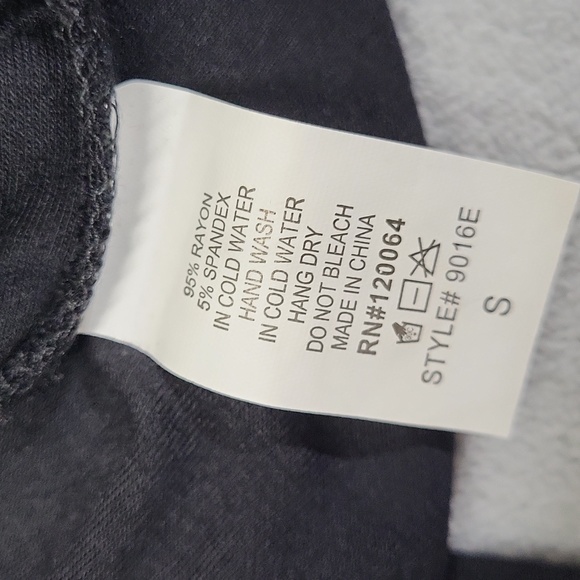 95% RAYON
5% SPANDEX
IN COLD WATER
HAND WASH
IN COLD WATER
HANG DRY
DO NOT BLEACH
MADE IN CHINA
RN#120064
STYLE# 9016E
S